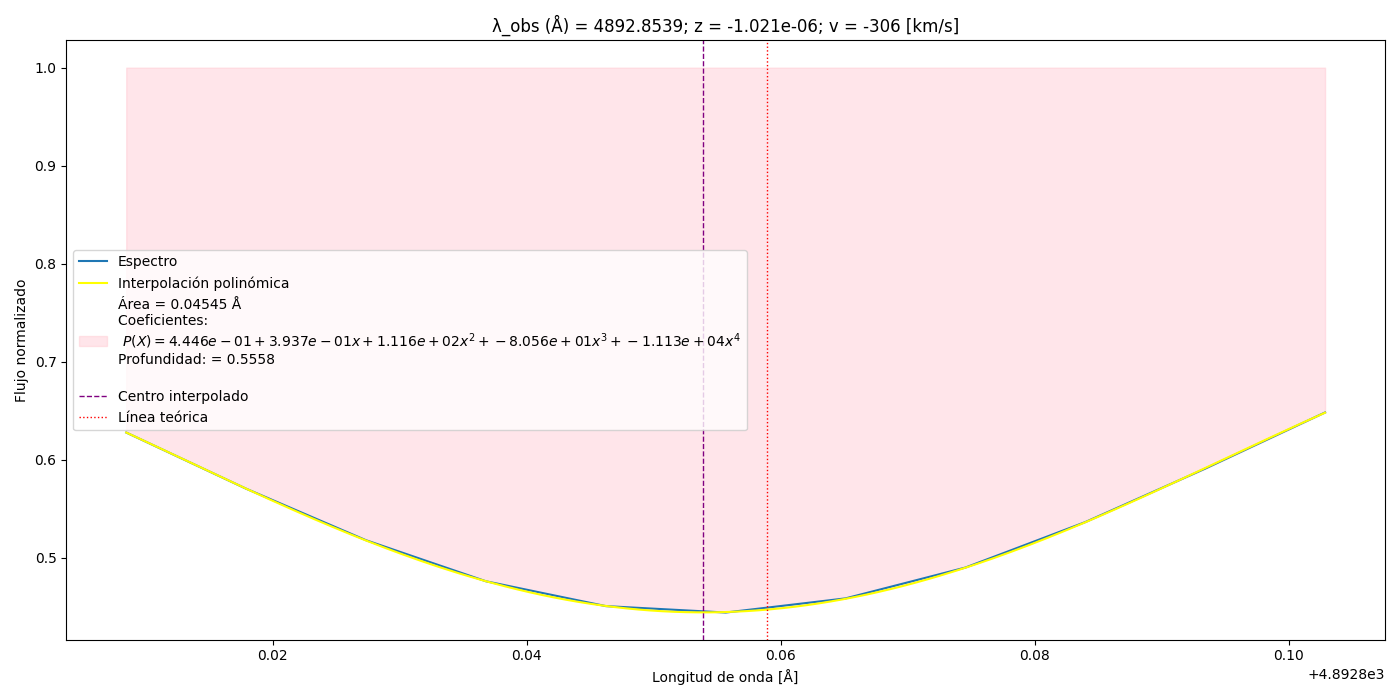 λ_obs (Å) = 4892.8539; z = -1.021e-06; v = -306 [km/s]
Flujo normalizado
1.0
0.9
0.8
0.7
0.6
0.5
Espectro
Interpolación polinómica
Área = 0.04545 Å
Coeficientes:
P(X) = 4.446e − 01 + 3.937e − 01x + 1.116e + 02x² + −8.056e + 01x³ + −1.113e + 04x⁴
Profundidad: = 0.5558
Centro interpolado
Línea teórica
0.02
0.04
0.06
0.08
0.10
+4.8928e3
Longitud de onda [Å]